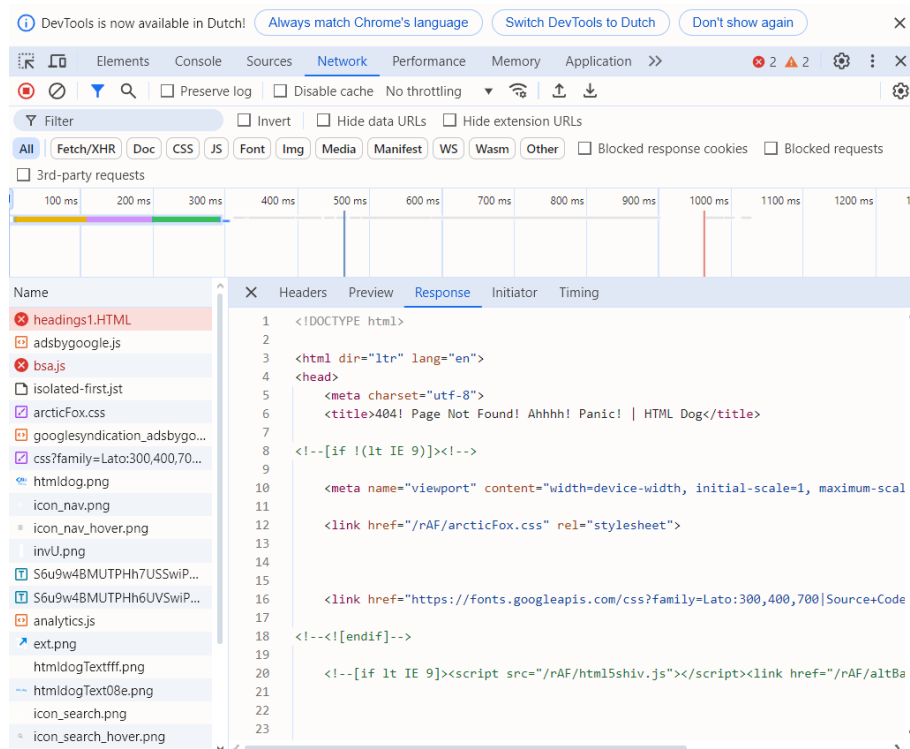 DevTools is now available in Dutch! Always match Chrome's language Switch DevTools to Dutch Don't show again
Elements Console Sources Network Performance Memory Application 2 2
Preserve log Disable cache No throttling
Filter Invert Hide data URLs Hide extension URLs
All Fetch/XHR Doc CSS JS Font Img Media Manifest WS Wasm Other Blocked response cookies Blocked requests
3rd-party requests
100 ms 200 ms 300 ms 400 ms 500 ms 600 ms 700 ms 800 ms 900 ms 1000 ms 1100 ms 1200 ms
Name
headings1.HTML
adsbygoogle.js
bsa.js
isolated-first.jst
arcticFox.css
googlesyndication_adsbygo...
css?family=Lato:300,400,70...
htmldog.png
icon_nav.png
icon_nav_hover.png
invU.png
S6u9w4BMUTPHh7USSwiP...
S6u9w4BMUTPHh6UVSwiP...
analytics.js
ext.png
htmldogTextfff.png
htmldogText08e.png
icon_search.png
icon_search_hover.png
Headers Preview Response Initiator Timing
1 <!DOCTYPE html>
2
3 <html dir="ltr" lang="en">
4 <head>
5 <meta charset="utf-8">
6 <title>404! Page Not Found! Ahhhh! Panic! | HTML Dog</title>
7
8 <!--[if !(lt IE 9)]><!-->
9
10 <meta name="viewport" content="width=device-width, initial-scale=1, maximum-scal
11
12 <link href="/rAF/arcticFox.css" rel="stylesheet">
13
14
15
16 <link href="https://fonts.googleapis.com/css?family=Lato:300,400,700|Source+Code
17
18 <!--<![endif]-->
19
20 <!--[if lt IE 9]><script src="/rAF/html5shiv.js"></script><link href="/rAF/altBa
21
22
23